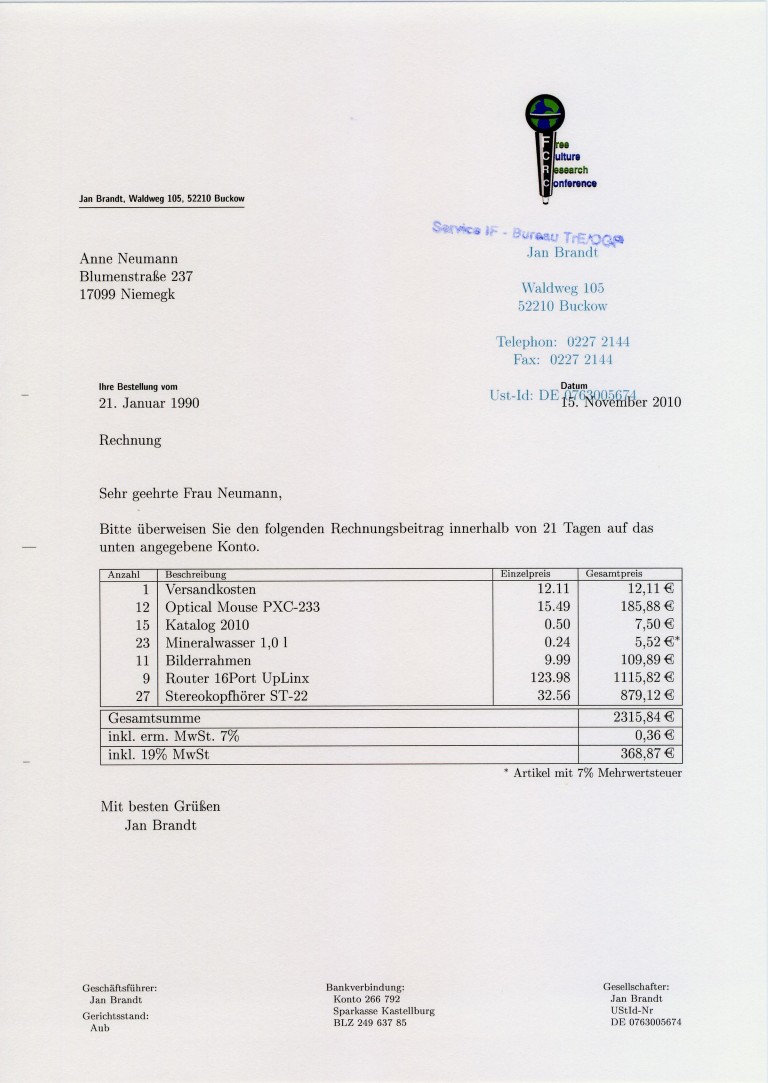 Free
Culture
Research
Conference
Jan Brandt, Waldweg 105, 52210 Buckow
Service IF - Bureau
Anne Neumann
Blumenstraße 237
17099 Niemegk
Jan Brandt
Waldweg 105
52210 Buckow
Telephon: 0227 2144
Fax: 0227 2144
Ust-Id: DE 0763005674
Ihre Bestellung vom
21. Januar 1990
Datum
15. November 2010
Rechnung
Sehr geehrte Frau Neumann,
Bitte überweisen Sie den folgenden Rechnungsbeitrag innerhalb von 21 Tagen auf das
unten angegebene Konto.
Anzahl Beschreibung Einzelpreis Gesamtpreis
1 Versandkosten 12.11 12,11 €
12 Optical Mouse PXC-233 15.49 185,88 €
15 Katalog 2010 0.50 7,50 €
23 Mineralwasser 1,0 l 0.24 5,52 €*
11 Bilderrahmen 9.99 109,89 €
9 Router 16Port UpLinx 123.98 1115,82 €
27 Stereokopfhörer ST-22 32.56 879,12 €
Gesamtsumme 2315,84 €
inkl. erm. MwSt. 7% 0,36 €
inkl. 19% MwSt 368,87 €
* Artikel mit 7% Mehrwertsteuer
Mit besten Grüßen
Jan Brandt
Geschäftsführer:
Jan Brandt
Gerichtsstand:
Aub
Bankverbindung:
Konto 266 792
Sparkasse Kastellburg
BLZ 249 637 85
Gesellschafter:
Jan Brandt
UStId-Nr
DE 0763005674